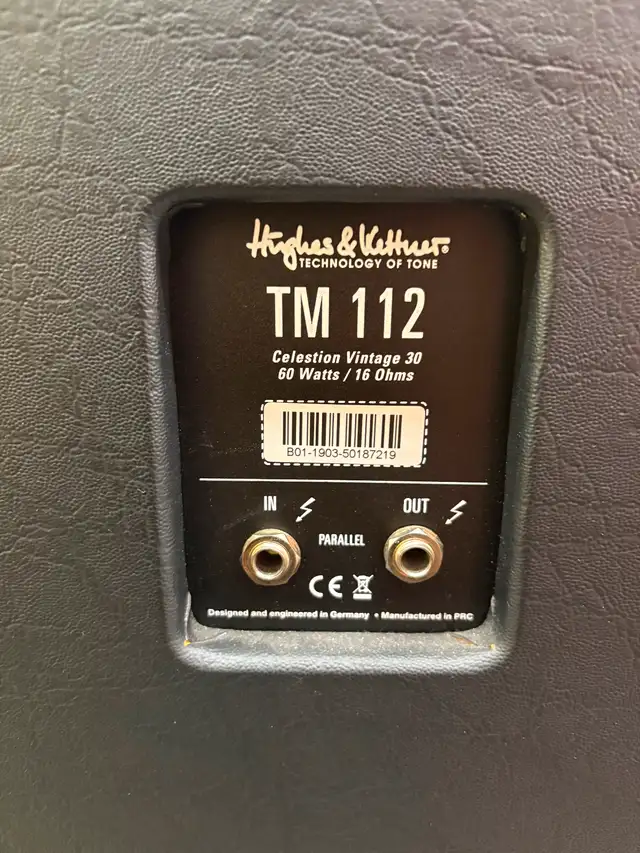 Hughes & Kettner®
TECHNOLOGY OF TONE
TM 112
Celestion Vintage 30
60 Watts / 16 Ohms
B01-1903-50187219
IN
OUT
PARALLEL
CE
Designed and engineered in Germany • Manufactured in PRC